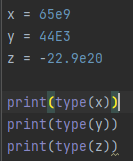 x = 65e9
y = 44E3
z = -22.9e20
print(type(x))
print(type(y))
print(type(z))